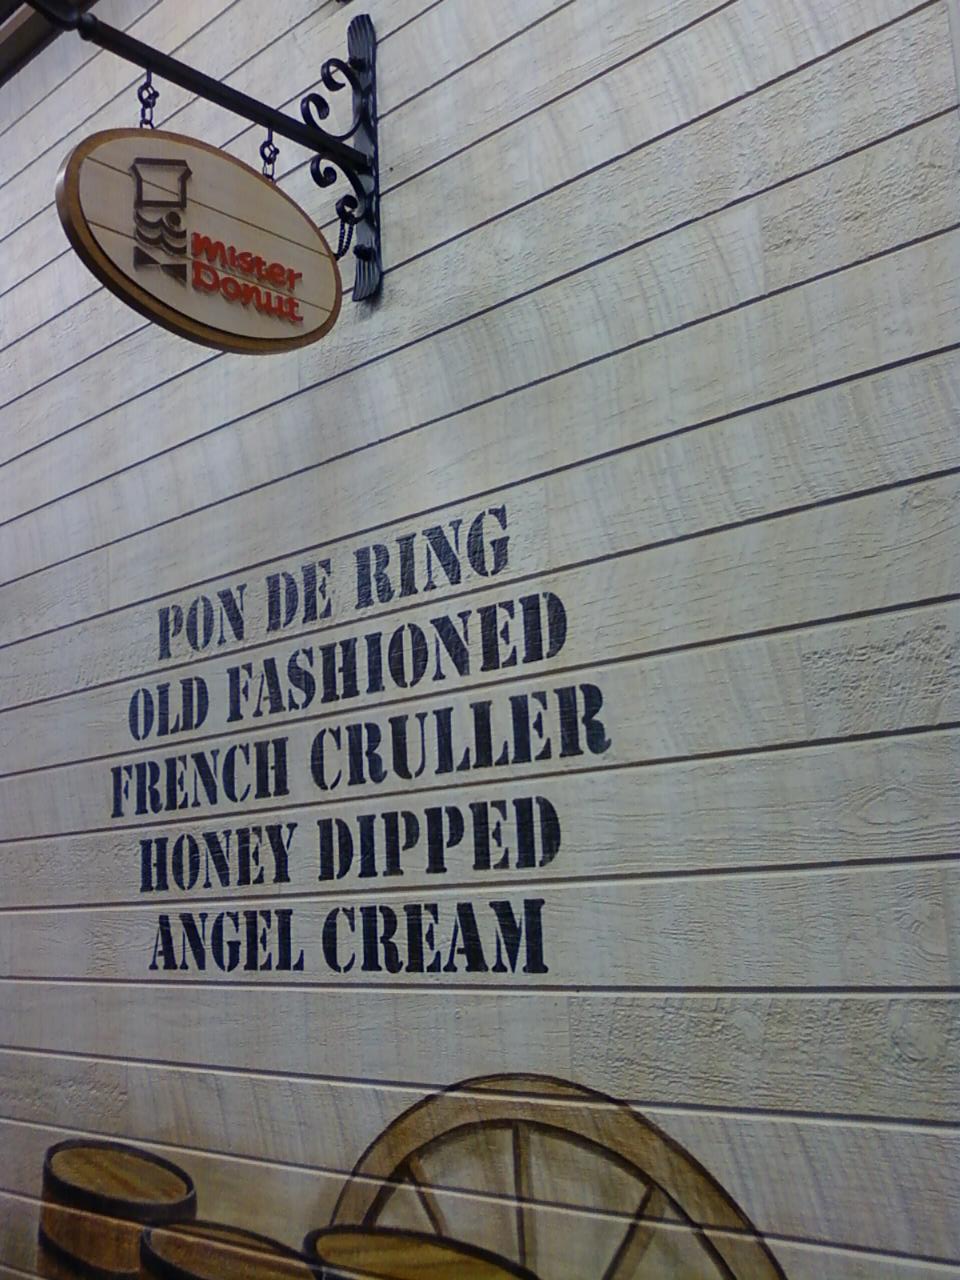 Mister
Donut
PON DE RING
OLD FASHIONED
FRENCH CRULLER
HONEY DIPPED
ANGEL CREAM